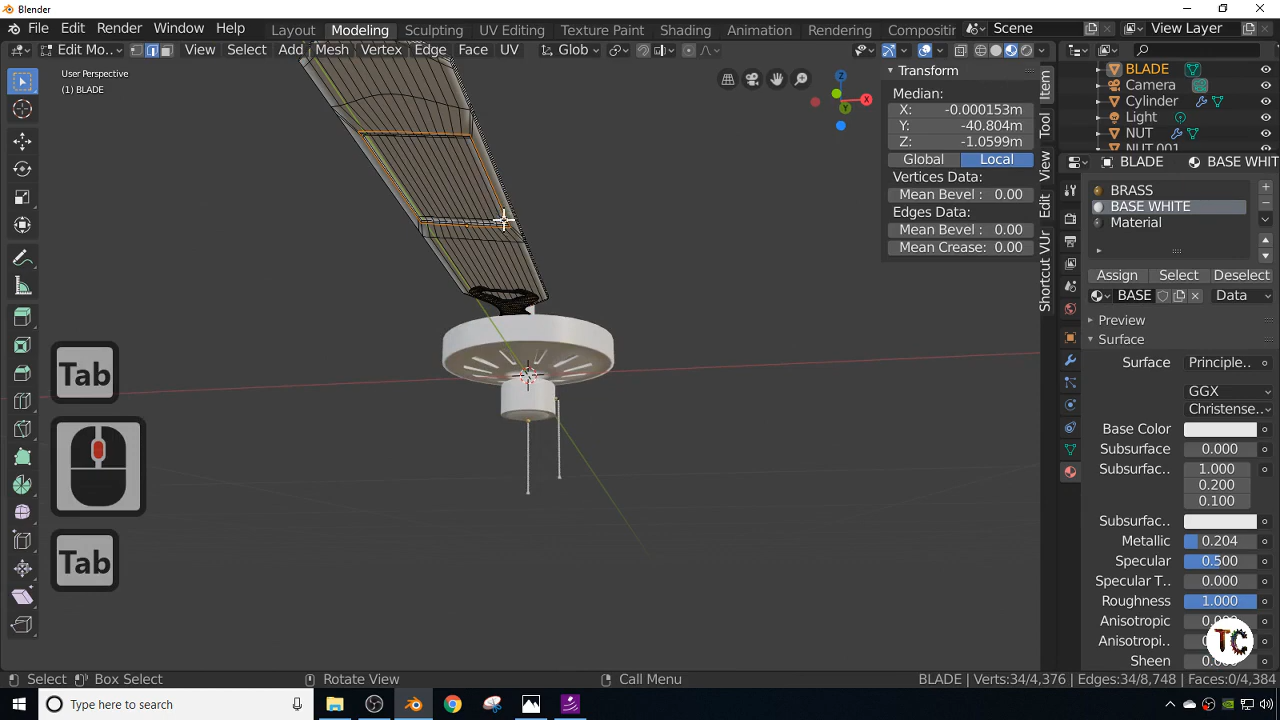 Blender
File Edit Render Window Help
Layout Modeling Sculpting UV Editing Texture Paint Shading Animation Rendering Compositi
Scene
View Layer
Edit Mo... View Select Add Mesh Vertex Edge Face UV
Glob
User Perspective
(1) BLADE
Tab
Tab
Transform
Median:
X: -0.000153m
Y: -40.804m
Z: -1.0599m
Global Local
Vertices Data:
Mean Bevel : 0.00
Edges Data:
Mean Bevel : 0.00
Mean Crease: 0.00
Item
Tool
View
Edit
Shortcut VUr
BLADE
Camera
Cylinder
Light
NUT
NUT.001
BLADE BASE WHIT
BRASS
BASE WHITE
Material
Assign Select Deselect
BASE Data
Preview
Surface
Surface Principle..
GGX
Christense..
Base Color
Subsurface 0.000
Subsurfac.. 1.000
0.200
0.100
Subsurfac..
Metallic 0.204
Specular 0.500
Specular T.. 0.000
Roughness 1.000
Anisotropic
Anisotropi..
Sheen
TC
Select Box Select Rotate View Call Menu
BLADE | Verts:34/4,376 | Edges:34/8,748 | Faces:0/4,384
Type here to search